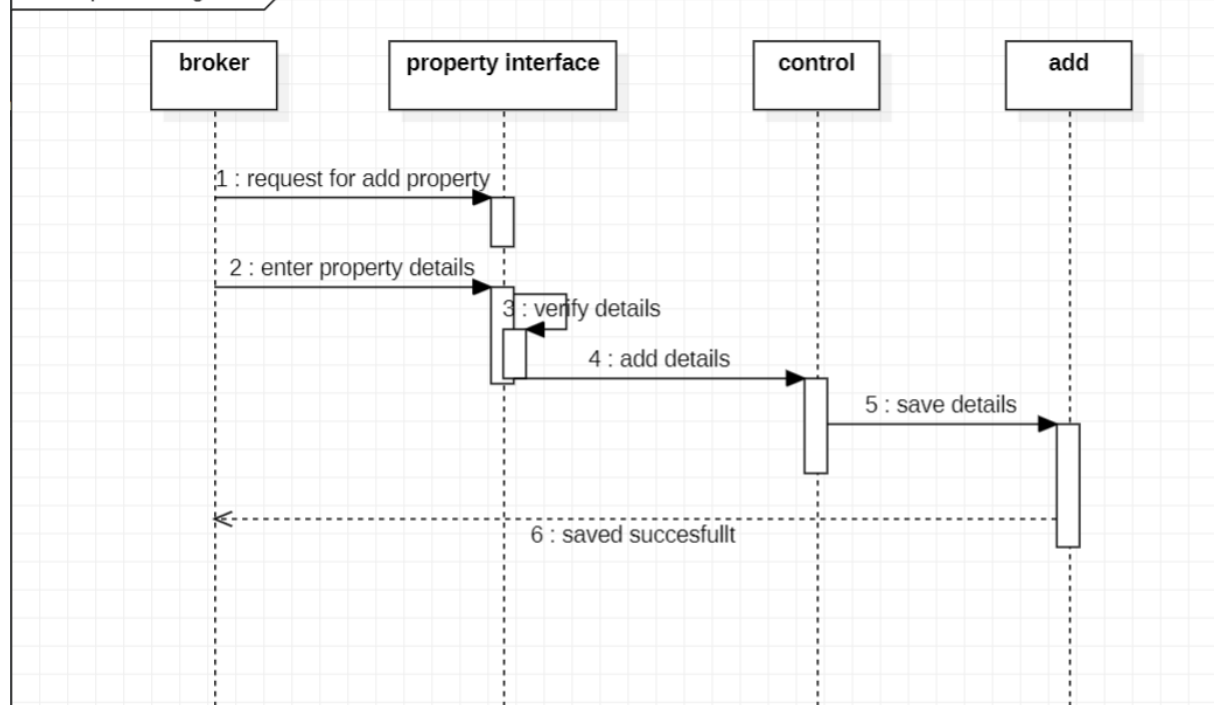 broker
property interface
control
add
1 : request for add property
2 : enter property details
3 : verify details
4 : add details
5 : save details
6 : saved succesfullt